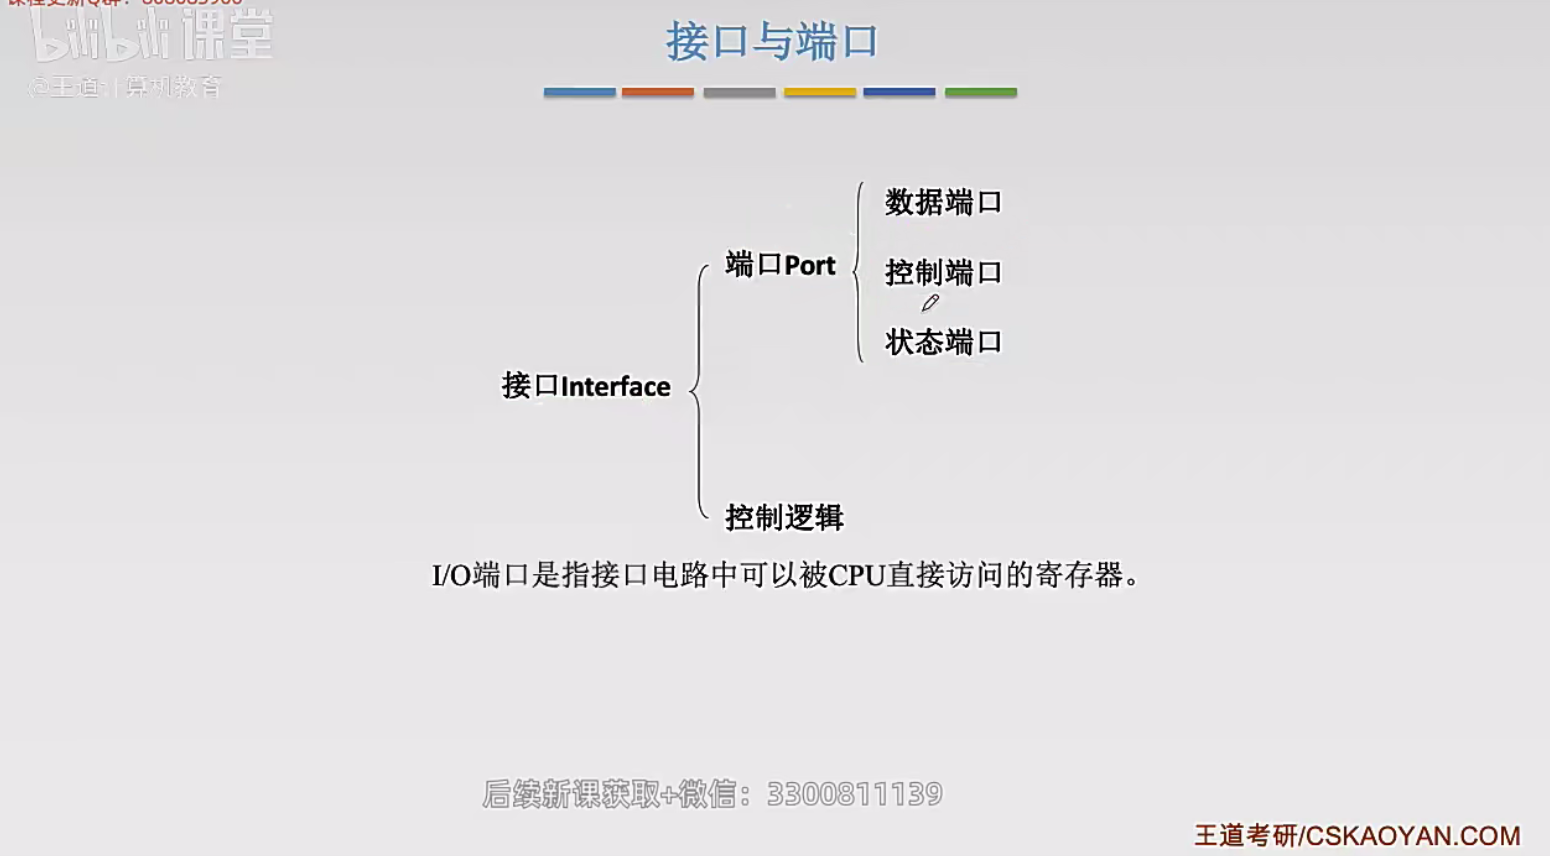 接口与端口
bilibili课堂
@王道计算机教育
数据端口
端口Port
控制端口
状态端口
接口Interface
控制逻辑
I/O端口是指接口电路中可以被CPU直接访问的寄存器。
后续新课获取+微信：3300811139
王道考研/CSKAOYAN.COM